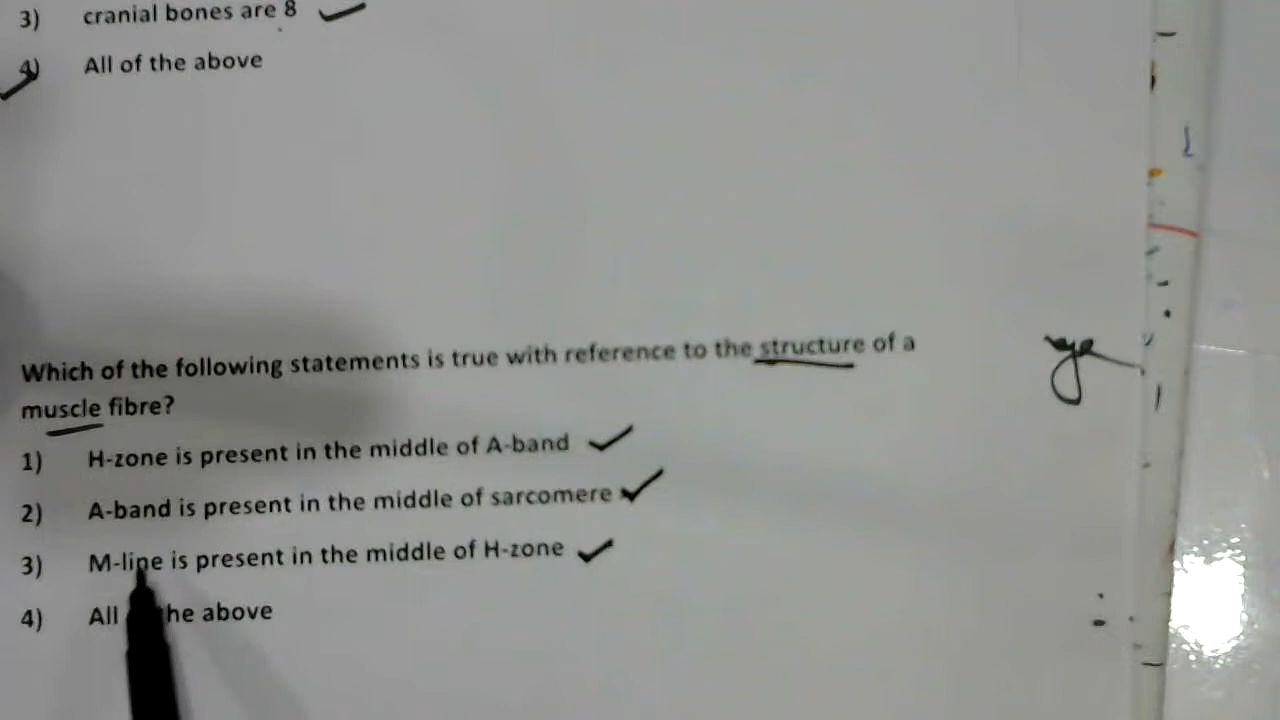 3) cranial bones are 8
4) All of the above
Which of the following statements is true with reference to the structure of a
muscle fibre?
1) H-zone is present in the middle of A-band
2) A-band is present in the middle of sarcomere
3) M-line is present in the middle of H-zone
4) All the above